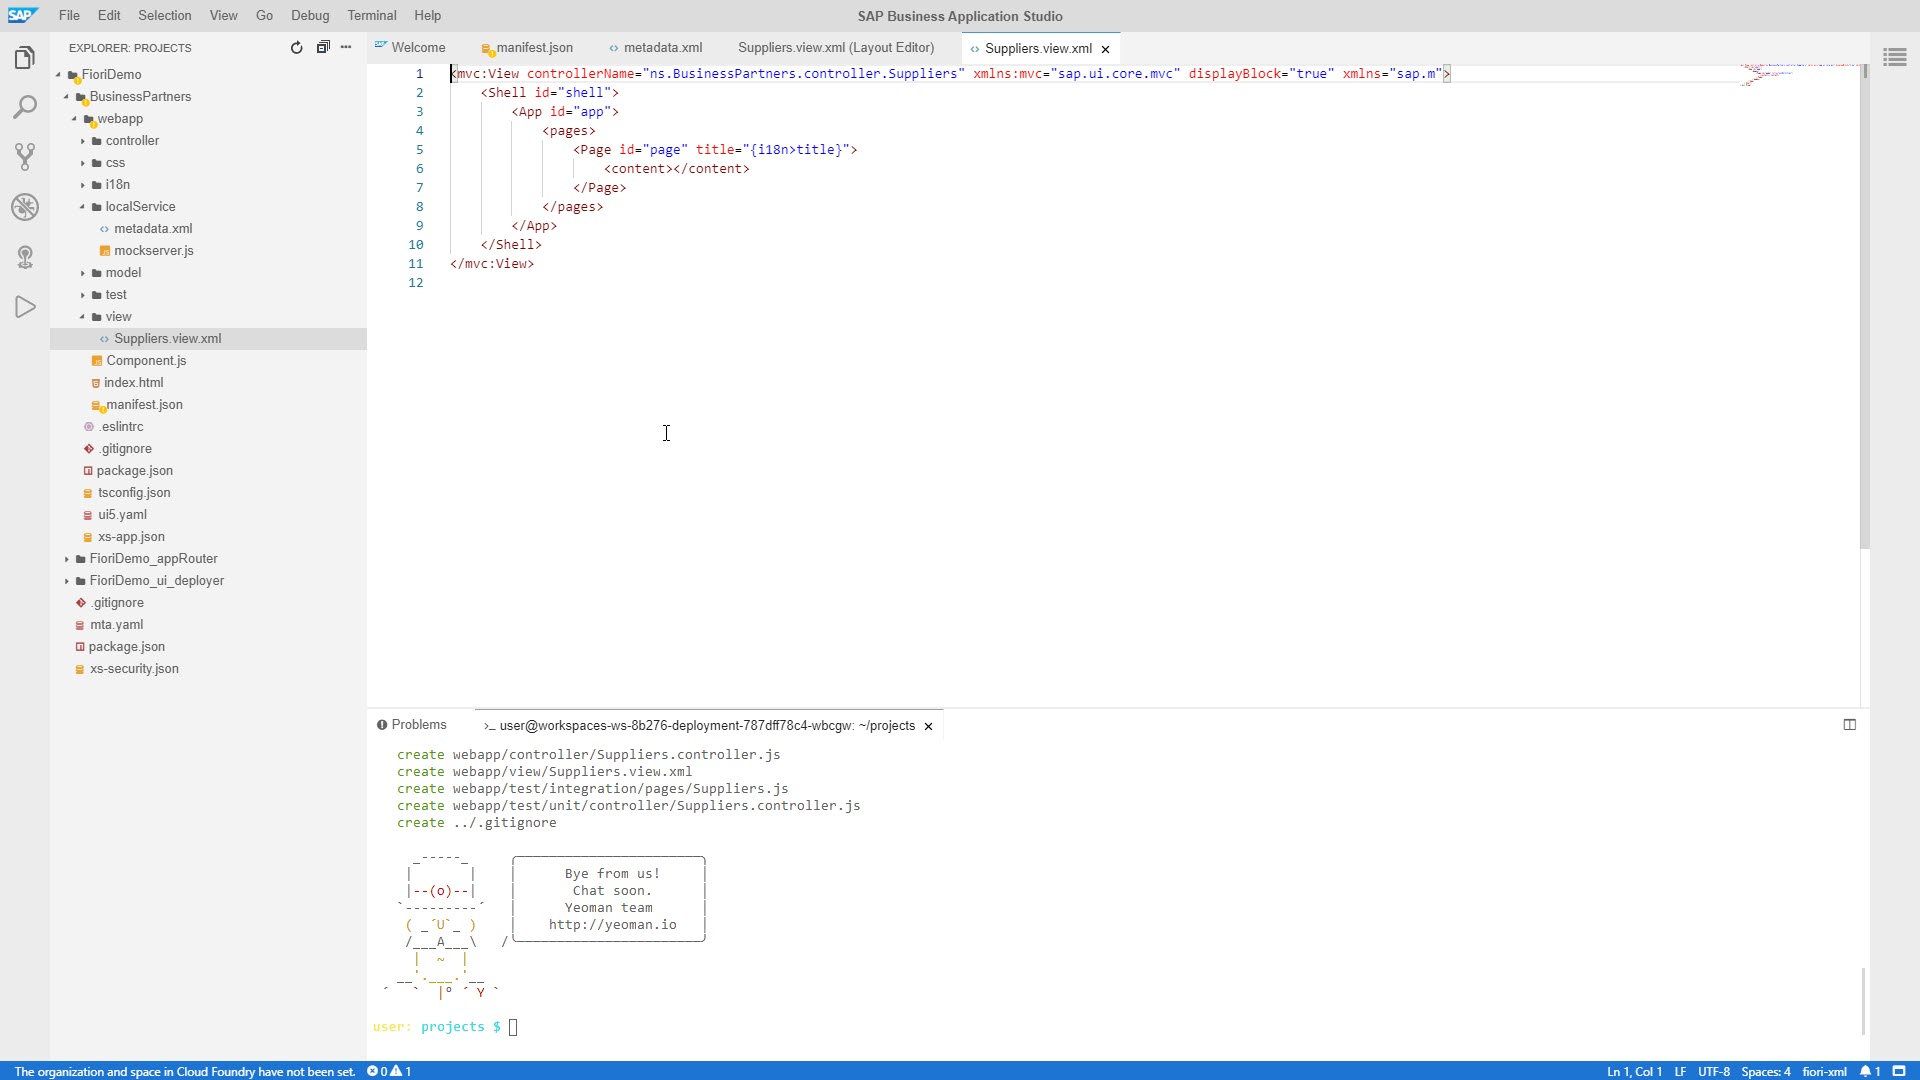 SAP File Edit Selection View Go Debug Terminal Help SAP Business Application Studio
EXPLORER: PROJECTS
FioriDemo
BusinessPartners
webapp
controller
css
i18n
localService
metadata.xml
mockserver.js
model
test
view
Suppliers.view.xml
Component.js
index.html
manifest.json
.eslintrc
.gitignore
package.json
tsconfig.json
ui5.yaml
xs-app.json
FioriDemo_appRouter
FioriDemo_ui_deployer
.gitignore
mta.yaml
package.json
xs-security.json
Welcome manifest.json metadata.xml Suppliers.view.xml (Layout Editor) Suppliers.view.xml ×
1 <mvc:View controllerName="ns.BusinessPartners.controller.Suppliers" xmlns:mvc="sap.ui.core.mvc" displayBlock="true" xmlns="sap.m">
2 <Shell id="shell">
3 <App id="app">
4 <pages>
5 <Page id="page" title="{i18n>title}">
6 <content></content>
7 </Page>
8 </pages>
9 </App>
10 </Shell>
11 </mvc:View>
12
Problems >_ user@workspaces-ws-8b276-deployment-787dff78c4-wbcgw: ~/projects ×
create webapp/controller/Suppliers.controller.js
create webapp/view/Suppliers.view.xml
create webapp/test/integration/pages/Suppliers.js
create webapp/test/unit/controller/Suppliers.controller.js
create ../.gitignore
Bye from us!
Chat soon.
Yeoman team
http://yeoman.io
user: projects $
The organization and space in Cloud Foundry have not been set. 0 1 Ln 1, Col 1 LF UTF-8 Spaces: 4 fiori-xml 1